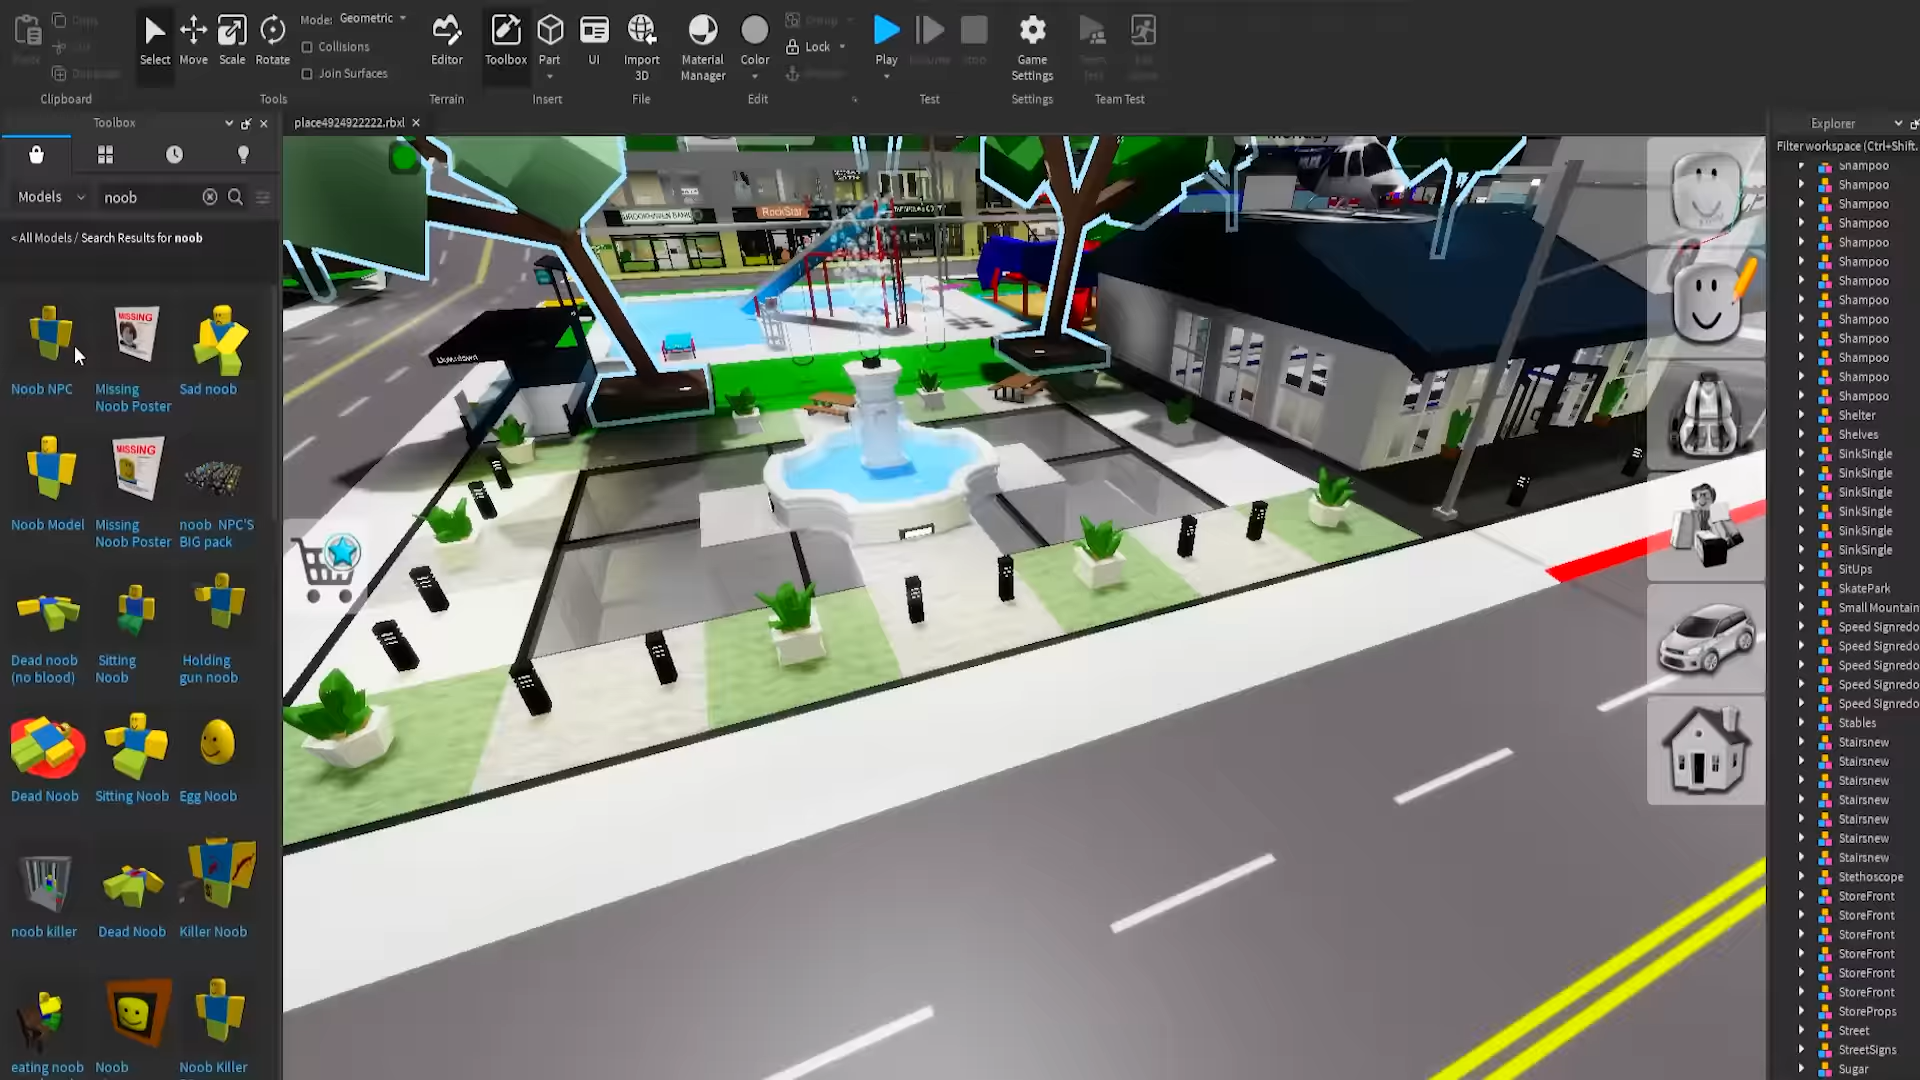 Mode: Geometric
Collisions
Join Surfaces
Select
Move
Scale
Rotate
Editor
Toolbox
Part
UI
Import
3D
Material
Manager
Color
Lock
Play
Game
Settings
Clipboard
Tools
Terrain
Insert
File
Edit
Test
Settings
Team Test
Toolbox
place4924922222.rbxl
Explorer
Filter workspace (Ctrl+Shift.
Models
noob
< All Models / Search Results for noob
Noob NPC
Missing
Noob Poster
Sad noob
MISSING
Noob Model
Missing
Noob Poster
noob NPC'S
BIG pack
MISSING
Dead noob
(no blood)
Sitting
Noob
Holding
gun noob
Dead Noob
Sitting Noob
Egg Noob
noob killer
Dead Noob
Killer Noob
eating noob
Noob
Noob Killer
BROOKHAVEN BANK
RockStar
Shampoo
Shampoo
Shampoo
Shampoo
Shampoo
Shampoo
Shampoo
Shampoo
Shampoo
Shampoo
Shampoo
Shampoo
Shampoo
Shelter
Shelves
SinkSingle
SinkSingle
SinkSingle
SinkSingle
SinkSingle
SinkSingle
SitUps
SkatePark
Small Mountain
Speed Signredo
Speed Signredo
Speed Signredo
Speed Signredo
Speed Signredo
Stables
Stairsnew
Stairsnew
Stairsnew
Stairsnew
Stairsnew
Stairsnew
Stairsnew
Stethoscope
StoreFront
StoreFront
StoreFront
StoreFront
StoreFront
StoreFront
StoreProps
Street
StreetSigns
Sugar